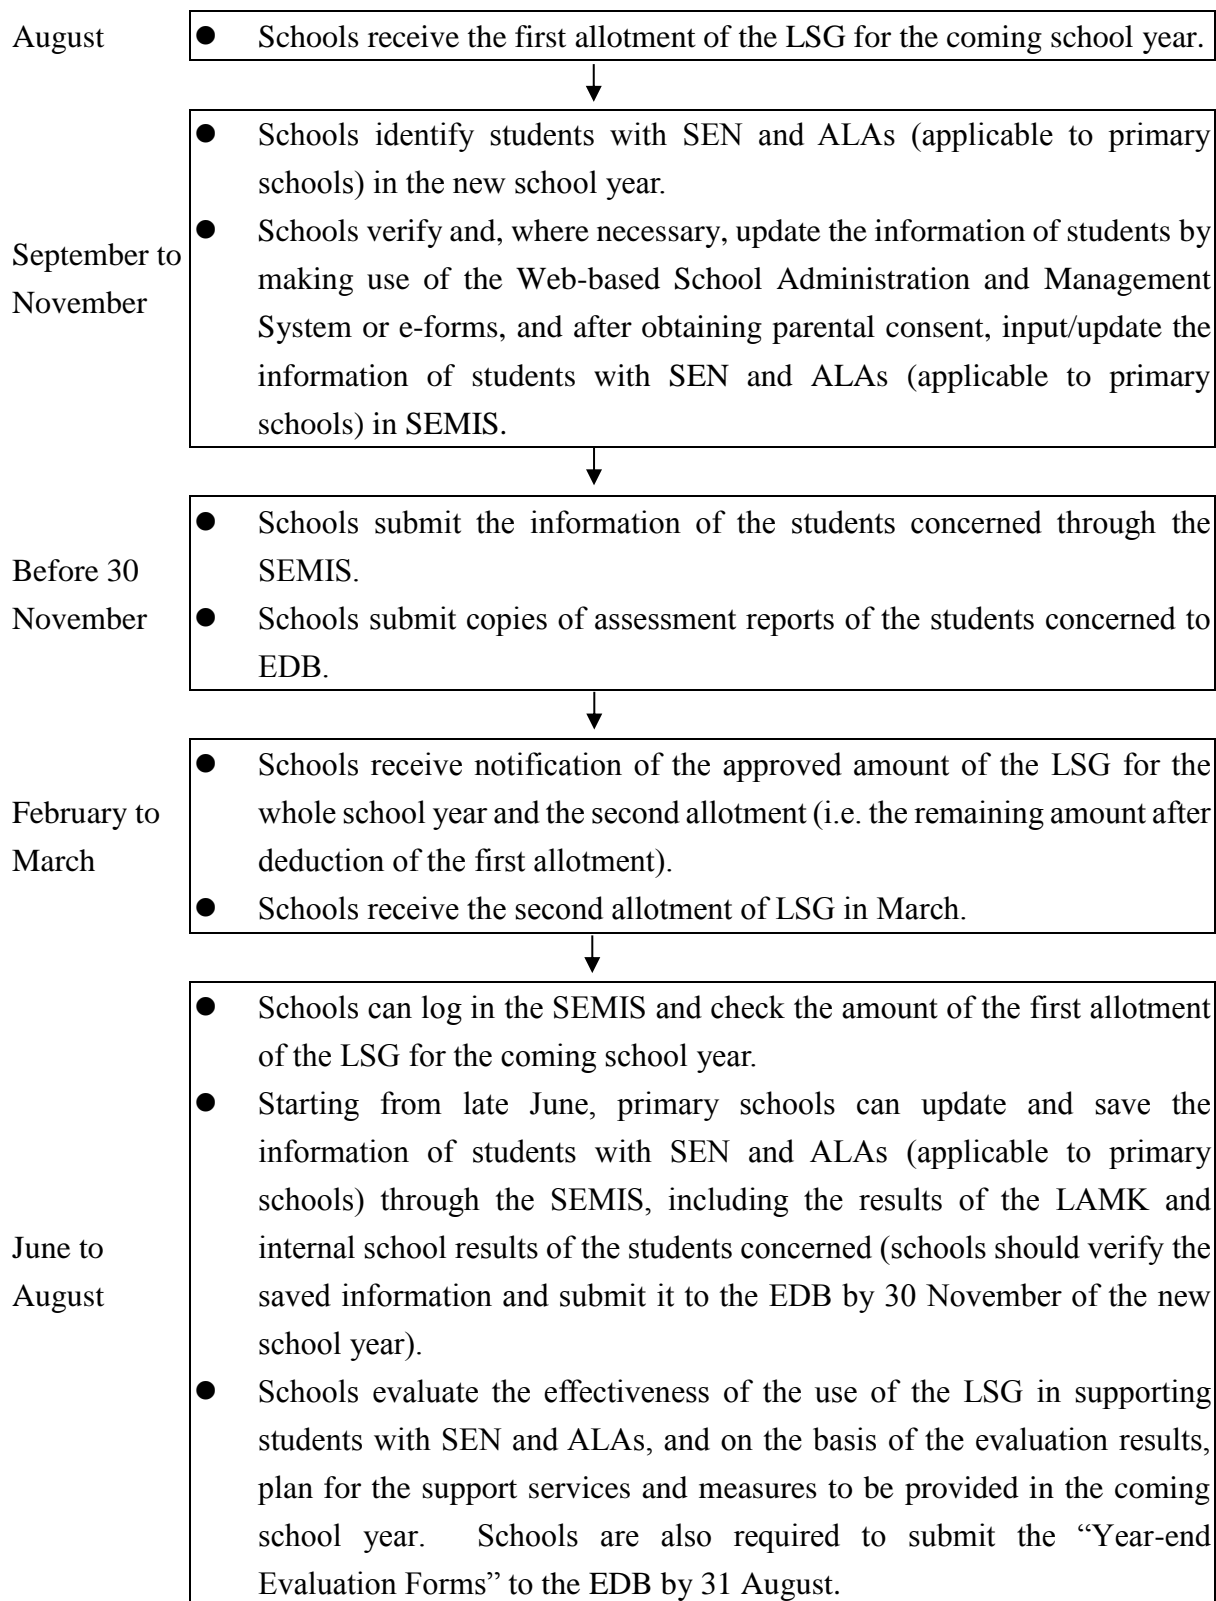 August
● Schools receive the first allotment of the LSG for the coming school year.
● Schools identify students with SEN and ALAs (applicable to primary
schools) in the new school year.
September to
November
● Schools verify and, where necessary, update the information of students by
making use of the Web-based School Administration and Management
System or e-forms, and after obtaining parental consent, input/update the
information of students with SEN and ALAs (applicable to primary
schools) in SEMIS.
Before 30
November
● Schools submit the information of the students concerned through the
SEMIS.
● Schools submit copies of assessment reports of the students concerned to
EDB.
February to
March
● Schools receive notification of the approved amount of the LSG for the
whole school year and the second allotment (i.e. the remaining amount after
deduction of the first allotment).
● Schools receive the second allotment of LSG in March.
June to
August
● Schools can log in the SEMIS and check the amount of the first allotment
of the LSG for the coming school year.
● Starting from late June, primary schools can update and save the
information of students with SEN and ALAs (applicable to primary
schools) through the SEMIS, including the results of the LAMK and
internal school results of the students concerned (schools should verify the
saved information and submit it to the EDB by 30 November of the new
school year).
● Schools evaluate the effectiveness of the use of the LSG in supporting
students with SEN and ALAs, and on the basis of the evaluation results,
plan for the support services and measures to be provided in the coming
school year. Schools are also required to submit the “Year-end
Evaluation Forms” to the EDB by 31 August.